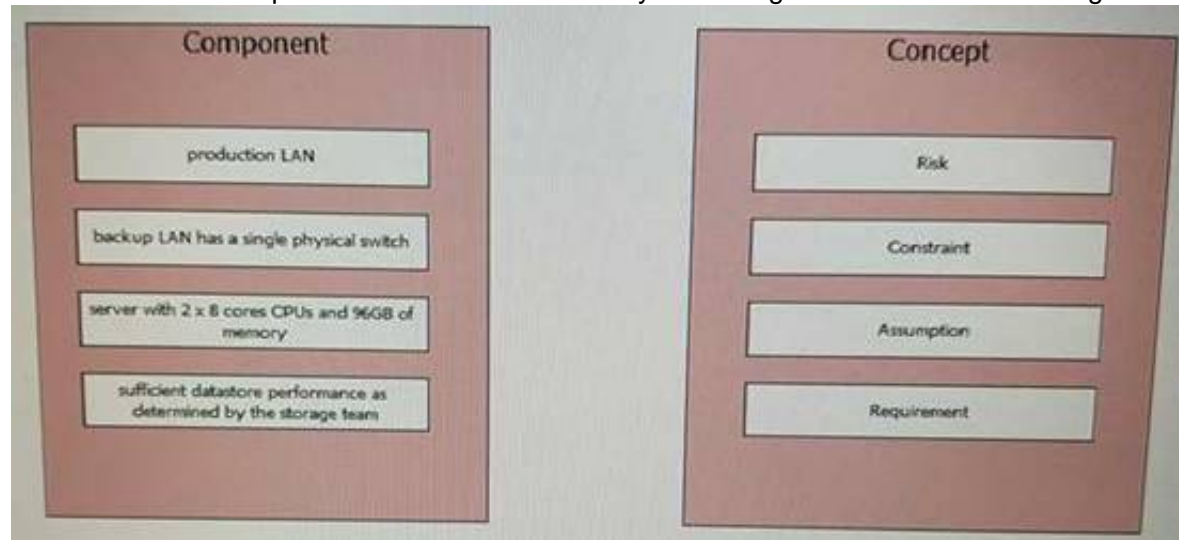 Component
production LAN
backup LAN has a single physical switch
server with 2 x 8 cores CPUs and 96GB of
memory
sufficient datastore performance as
determined by the storage team
Concept
Risk
Constraint
Assumption
Requirement